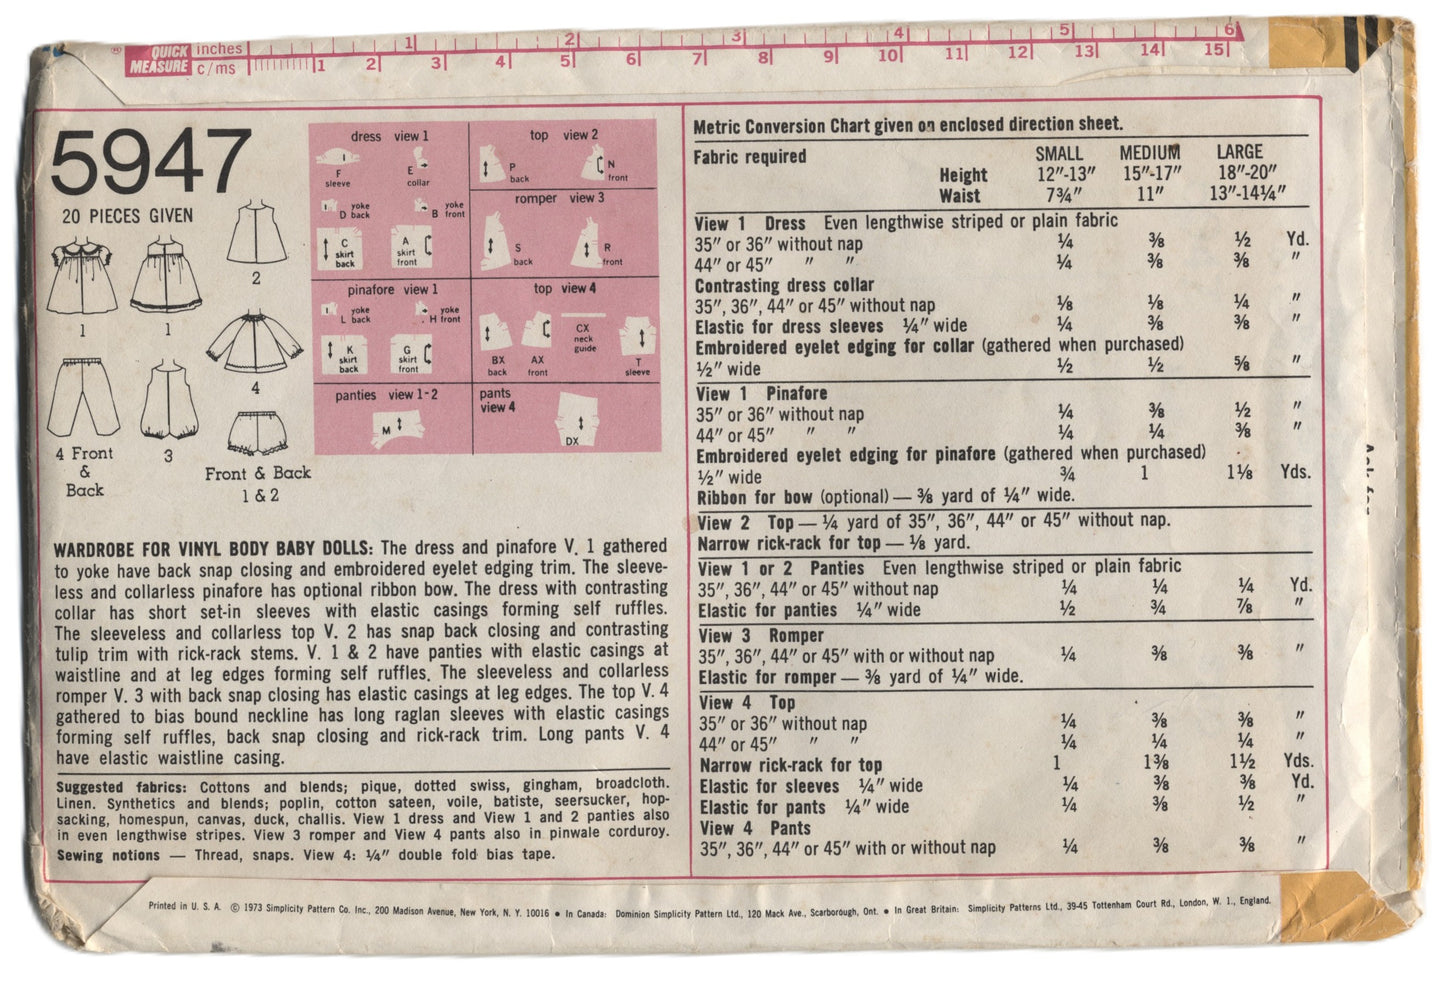 ® QUICK MEASURE inches 1 2 3 4 5 6
c/ms 1 2 3 4 5 6 7 8 9 10 11 12 13 14 15
5947
20 PIECES GIVEN
1
1
2
4
4 Front
&
Back
3
Front & Back
1 & 2
dress view 1
F
sleeve
E
collar
D yoke back
B yoke front
C
skirt
back
A
skirt
front
pinafore view 1
L yoke back
H yoke front
K
skirt
back
G
skirt
front
panties view 1-2
M
top view 2
P
back
N
front
romper view 3
S
back
R
front
top view 4
BX
back
AX
front
CX
neck
guide
T
sleeve
pants
view 4
DX
WARDROBE FOR VINYL BODY BABY DOLLS: The dress and pinafore V. 1 gathered
to yoke have back snap closing and embroidered eyelet edging trim. The sleeve-
less and collarless pinafore has optional ribbon bow. The dress with contrasting
collar has short set-in sleeves with elastic casings forming self ruffles.
The sleeveless and collarless top V. 2 has snap back closing and contrasting
tulip trim with rick-rack stems. V. 1 & 2 have panties with elastic casings at
waistline and at leg edges forming self ruffles. The sleeveless and collarless
romper V. 3 with back snap closing has elastic casings at leg edges. The top V. 4
gathered to bias bound neckline has long raglan sleeves with elastic casings
forming self ruffles, back snap closing and rick-rack trim. Long pants V. 4
have elastic waistline casing.
Suggested fabrics: Cottons and blends; pique, dotted swiss, gingham, broadcloth.
Linen. Synthetics and blends; poplin, cotton sateen, voile, batiste, seersucker, hop-
sacking, homespun, canvas, duck, challis. View 1 dress and View 1 and 2 panties also
in even lengthwise stripes. View 3 romper and View 4 pants also in pinwale corduroy.
Sewing notions — Thread, snaps. View 4: ¼" double fold bias tape.
Metric Conversion Chart given on enclosed direction sheet.
Fabric required SMALL MEDIUM LARGE
Height 12"-13" 15"-17" 18"-20"
Waist 7¾" 11" 13"-14¼"
View 1 Dress Even lengthwise striped or plain fabric
35" or 36" without nap ¼ ⅜ ½ Yd.
44" or 45" " " ¼ ⅜ ⅜ "
Contrasting dress collar
35", 36", 44" or 45" without nap ⅛ ⅛ ¼ "
Elastic for dress sleeves ¼" wide ¼ ⅜ ⅜ "
Embroidered eyelet edging for collar (gathered when purchased)
½" wide ½ ½ ⅝ "
View 1 Pinafore
35" or 36" without nap ¼ ⅜ ½ "
44" or 45" " " ¼ ¼ ⅜ "
Embroidered eyelet edging for pinafore (gathered when purchased)
½" wide ¾ 1 1⅛ Yds.
Ribbon for bow (optional) — ⅜ yard of ¼" wide.
View 2 Top — ¼ yard of 35", 36", 44" or 45" without nap.
Narrow rick-rack for top — ⅛ yard.
View 1 or 2 Panties Even lengthwise striped or plain fabric
35", 36", 44" or 45" without nap ¼ ¼ ¼ Yd.
Elastic for panties ¼" wide ½ ¾ ⅞ "
View 3 Romper
35", 36", 44" or 45" with or without nap ¼ ⅜ ⅜ "
Elastic for romper — ⅜ yard of ¼" wide.
View 4 Top
35" or 36" without nap ¼ ⅜ ⅜ "
44" or 45" " " ¼ ¼ ¼ "
Narrow rick-rack for top 1 1⅜ 1½ Yds.
Elastic for sleeves ¼" wide ¼ ⅜ ⅜ Yd.
Elastic for pants ¼" wide ¼ ⅜ ½ "
View 4 Pants
35", 36", 44" or 45" with or without nap ¼ ⅜ ⅜ "
Printed in U. S. A. © 1973 Simplicity Pattern Co. Inc., 200 Madison Avenue, New York, N. Y. 10016 ● In Canada: Dominion Simplicity Pattern Ltd., 120 Mack Ave., Scarborough, Ont. ● In Great Britain: Simplicity Patterns Ltd., 39-45 Tottenham Court Rd., London, W. 1., England.